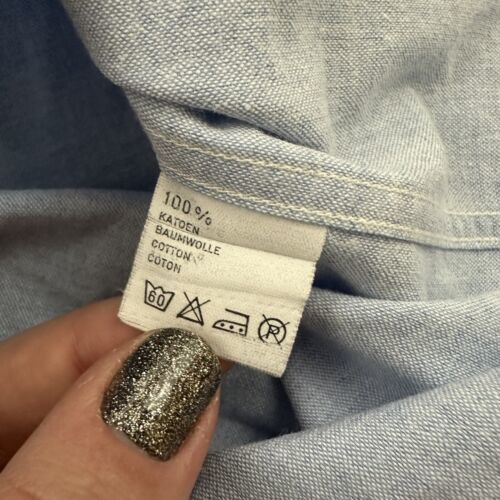 100%
KATOEN
BAUMWOLLE
COTTON
COTON
60 P